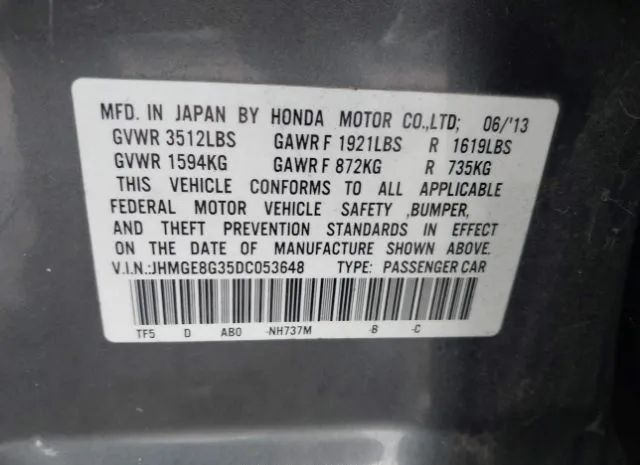 MFD. IN JAPAN BY HONDA MOTOR CO.,LTD; 06/'13
GVWR 3512LBS GAWR F 1921LBS R 1619LBS
GVWR 1594KG GAWR F 872KG R 735KG
THIS VEHICLE CONFORMS TO ALL APPLICABLE
FEDERAL MOTOR VEHICLE SAFETY ,BUMPER,
AND THEFT PREVENTION STANDARDS IN EFFECT
ON THE DATE OF MANUFACTURE SHOWN ABOVE.
V.I.N.:JHMGE8G35DC053648 TYPE: PASSENGER CAR
TF5 D AB0 -NH737M -B -C